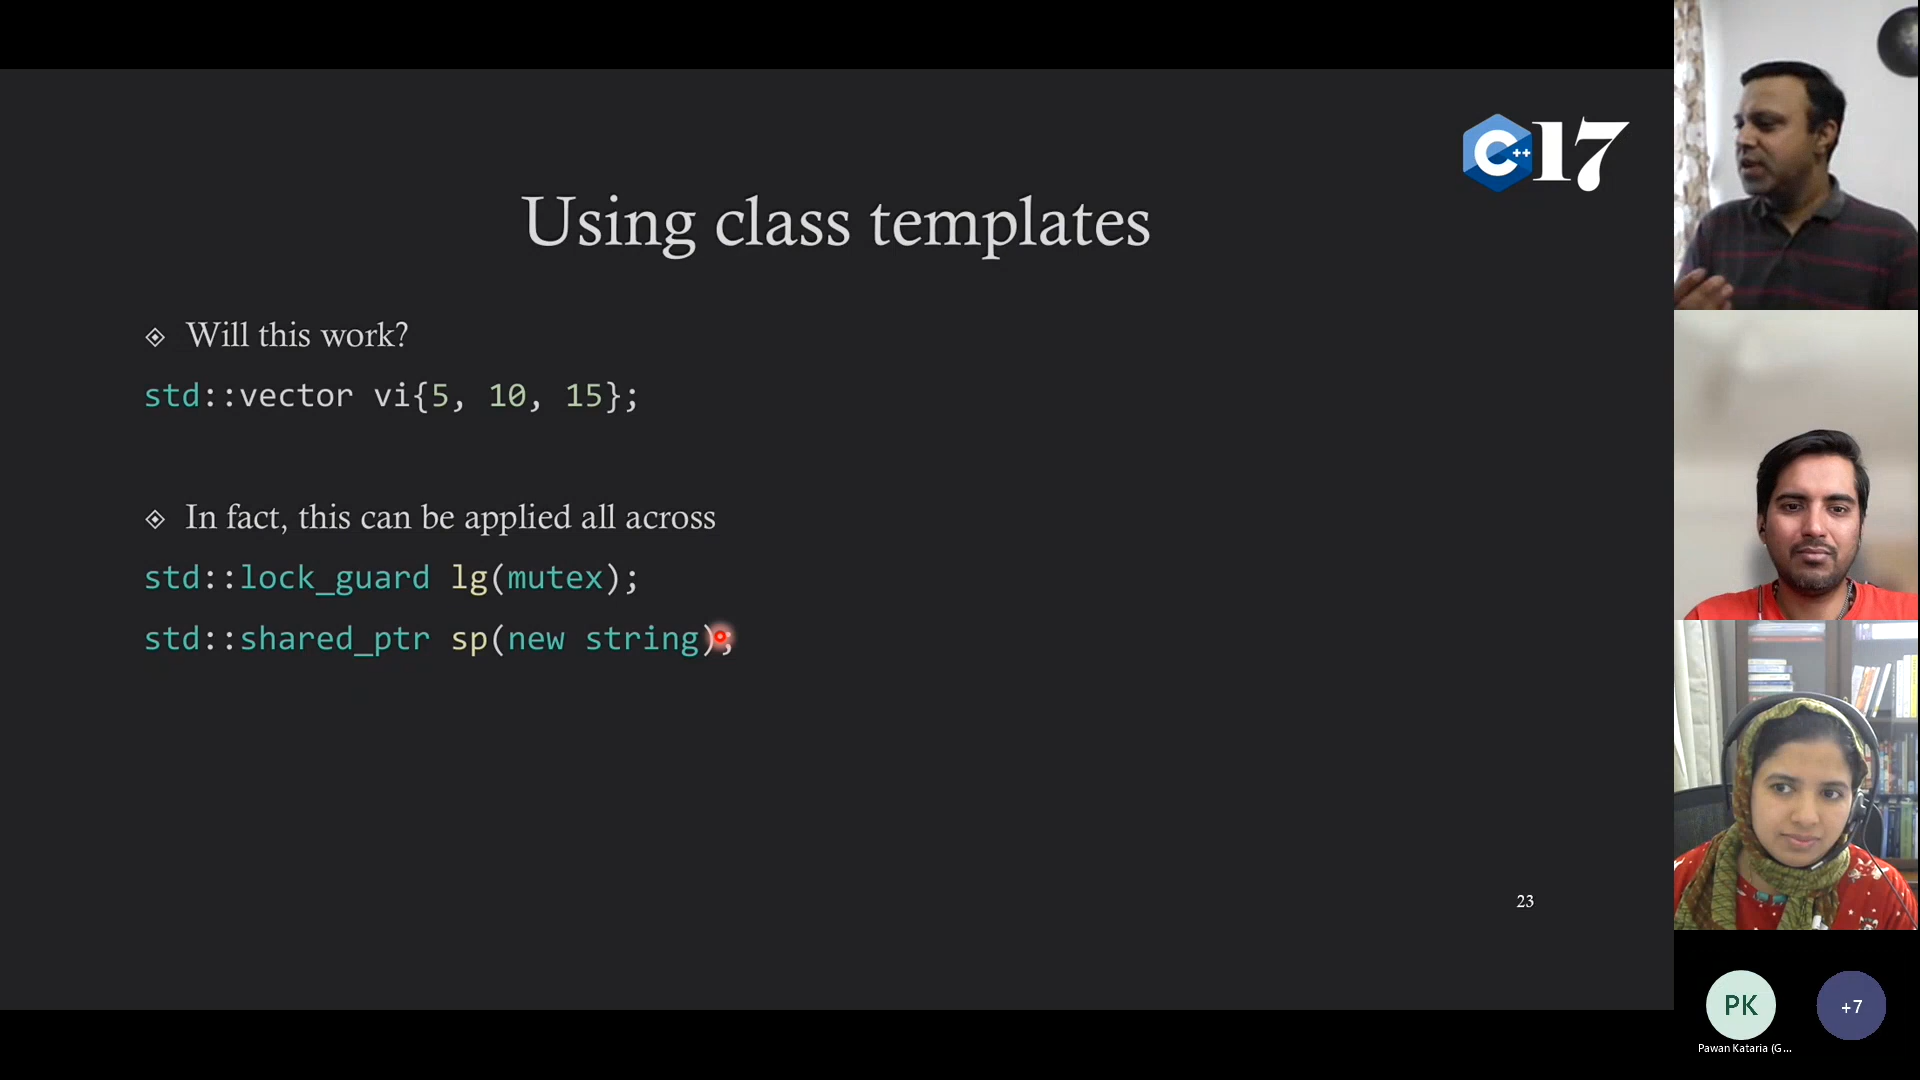 C++17
Using class templates
Will this work?
std::vector vi{5, 10, 15};
In fact, this can be applied all across
std::lock_guard lg(mutex);
std::shared_ptr sp(new string);
23
PK
+7
Pawan Kataria (G...